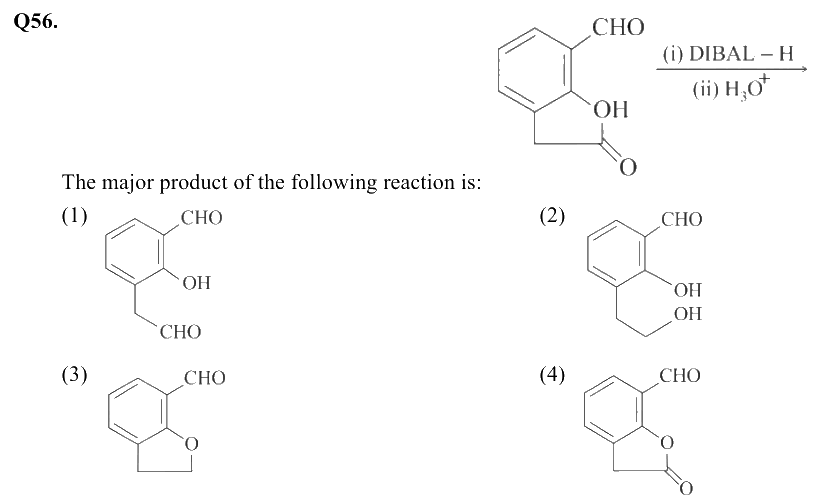 Q56.
CHO
(i) DIBAL – H
(ii) H₃O⁺
OH
O
The major product of the following reaction is:
(1)
CHO
OH
CHO
(2)
CHO
OH
OH
(3)
CHO
O
(4)
CHO
O
O